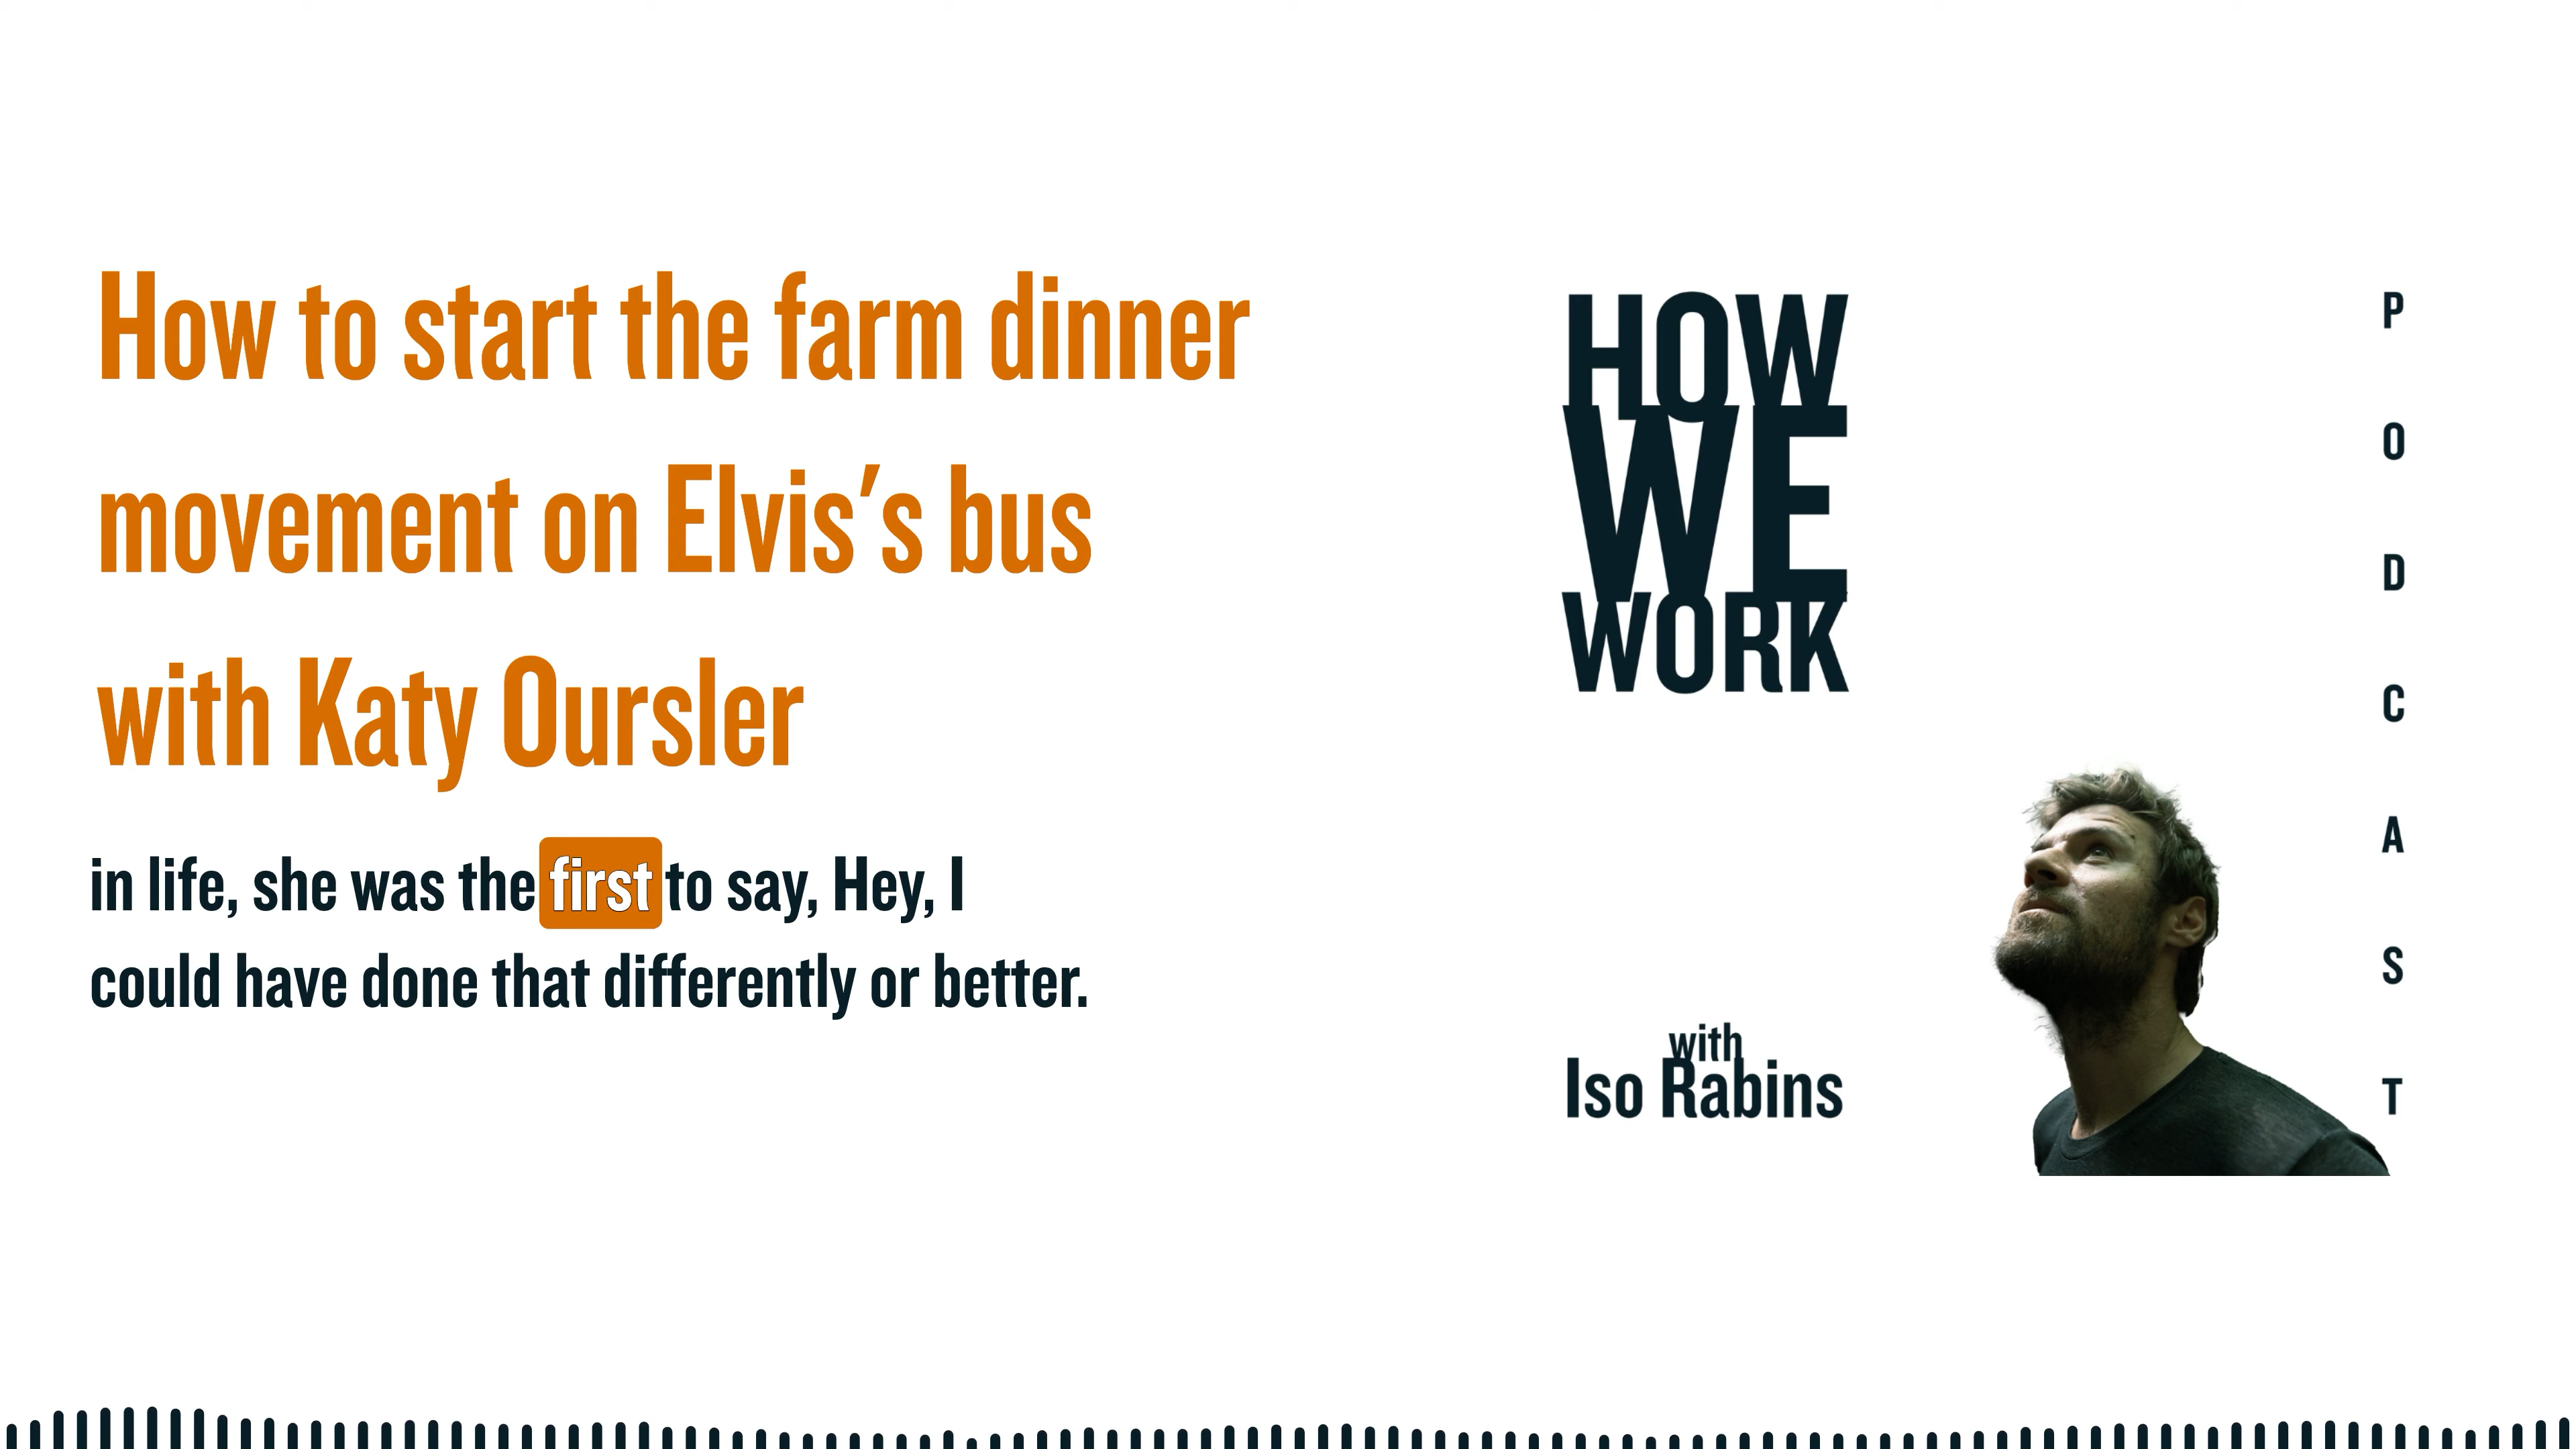 How to start the farm dinner
movement on Elvis's bus
with Katy Oursler
in life, she was the first to say, Hey, I
could have done that differently or better.
HOW
WE
WORK
with
Iso Rabins
PODCAST